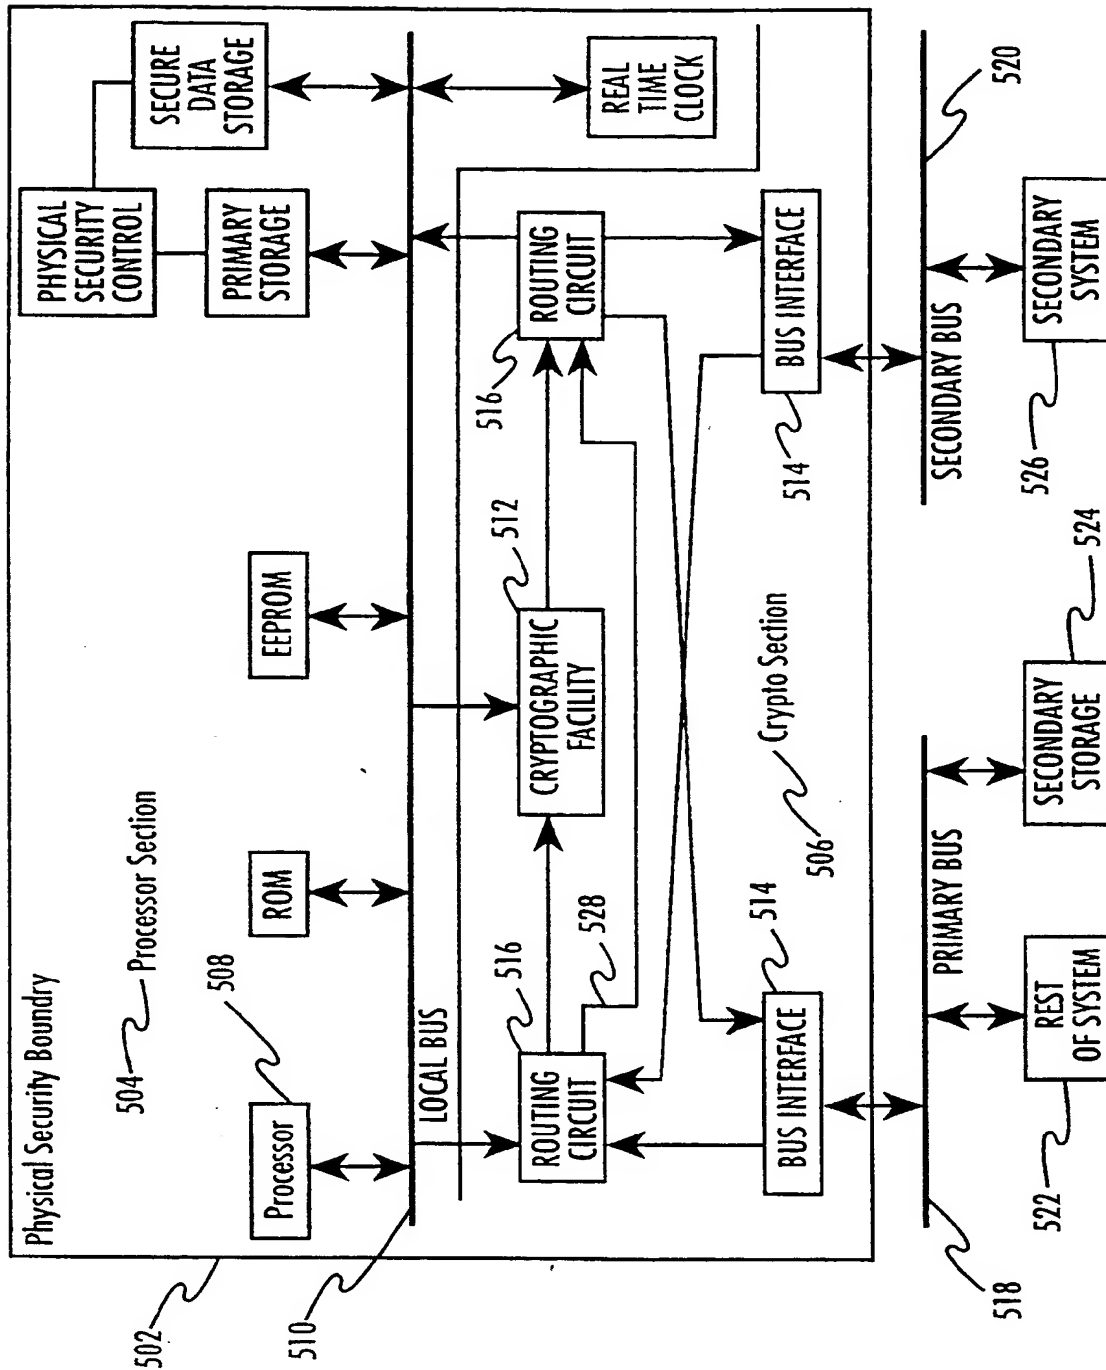 Physical Security Boundry
504
Processor Section
508
Processor
ROM
EEPROM
PHYSICAL
SECURITY
CONTROL
PRIMARY
STORAGE
SECURE
DATA
STORAGE
502
510
LOCAL BUS
REAL
TIME
CLOCK
516
ROUTING
CIRCUIT
528
512
CRYPTOGRAPHIC
FACILITY
516
ROUTING
CIRCUIT
514
BUS INTERFACE
506
Crypto Section
514
BUS INTERFACE
518
PRIMARY BUS
SECONDARY BUS
520
522
REST
OF SYSTEM
SECONDARY
STORAGE
524
526
SECONDARY
SYSTEM